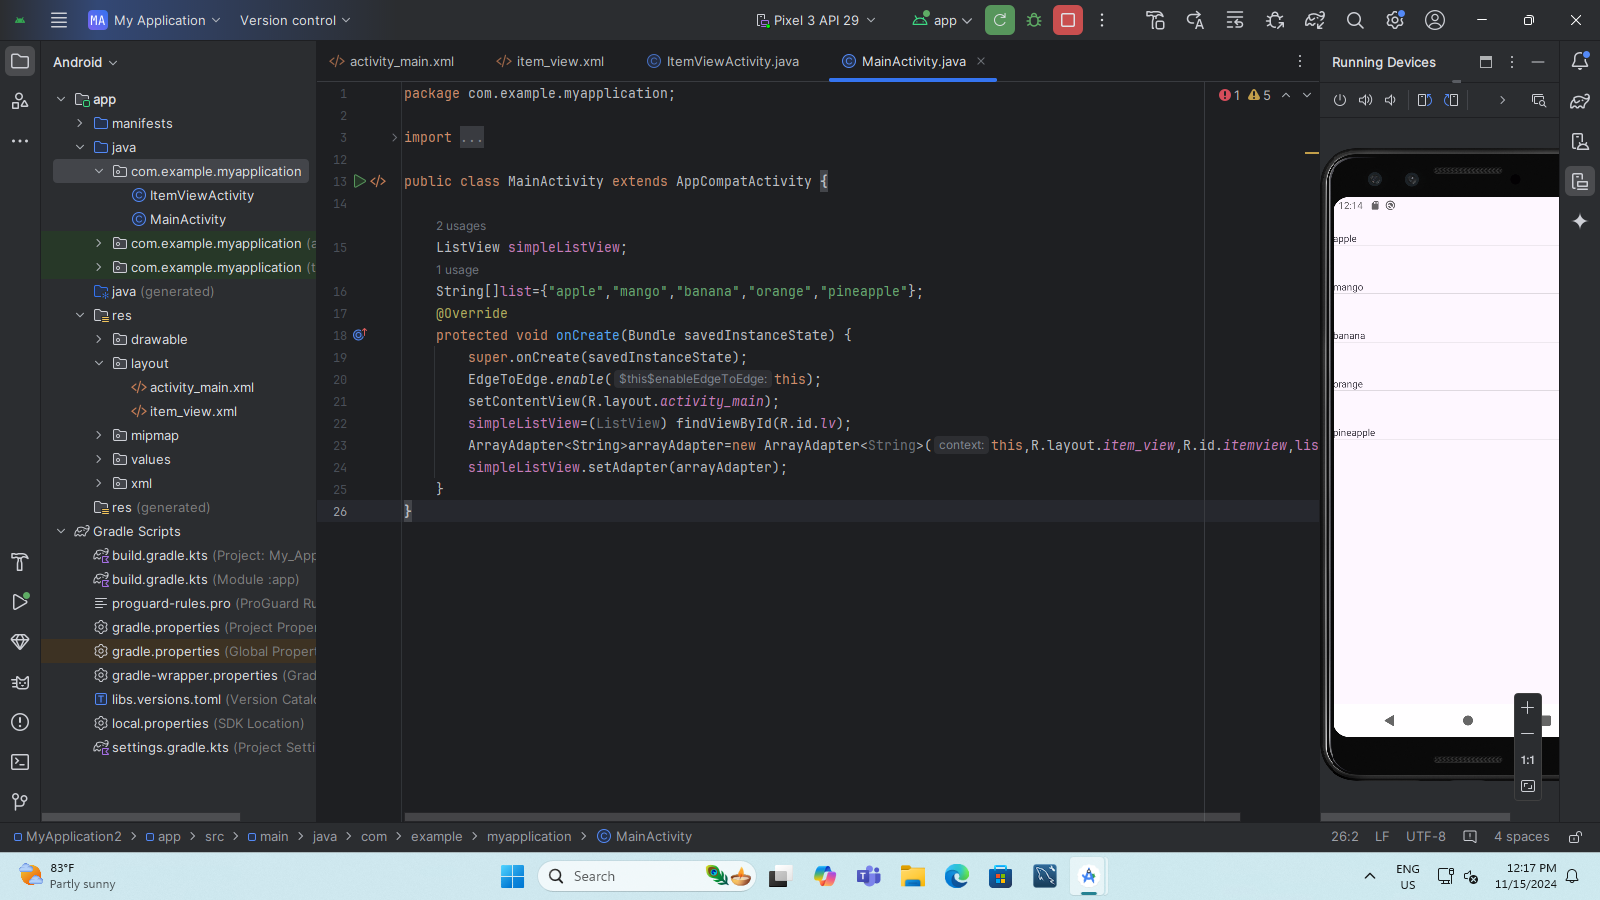 MA My Application Version control Pixel 3 API 29 app
Android
app
manifests
java
com.example.myapplication
ItemViewActivity
MainActivity
com.example.myapplication (a
com.example.myapplication (t
java (generated)
res
drawable
layout
activity_main.xml
item_view.xml
mipmap
values
xml
res (generated)
Gradle Scripts
build.gradle.kts (Project: My_App
build.gradle.kts (Module :app)
proguard-rules.pro (ProGuard Ru
gradle.properties (Project Proper
gradle.properties (Global Propert
gradle-wrapper.properties (Grad
libs.versions.toml (Version Catalo
local.properties (SDK Location)
settings.gradle.kts (Project Setti
activity_main.xml item_view.xml ItemViewActivity.java MainActivity.java
1 package com.example.myapplication; 1 5
2
3 import ...
12
13 public class MainActivity extends AppCompatActivity {
14
2 usages
15 ListView simpleListView;
1 usage
16 String[]list={"apple","mango","banana","orange","pineapple"};
17 @Override
18 protected void onCreate(Bundle savedInstanceState) {
19 super.onCreate(savedInstanceState);
20 EdgeToEdge.enable( $this$enableEdgeToEdge: this);
21 setContentView(R.layout.activity_main);
22 simpleListView=(ListView) findViewById(R.id.lv);
23 ArrayAdapter<String>arrayAdapter=new ArrayAdapter<String>( context: this,R.layout.item_view,R.id.itemview,lis
24 simpleListView.setAdapter(arrayAdapter);
25 }
26 }
Running Devices
12:14
apple
mango
banana
orange
pineapple
1:1
MyApplication2 app src main java com example myapplication MainActivity 26:2 LF UTF-8 4 spaces
83°F
Partly sunny
Search
ENG
US
12:17 PM
11/15/2024